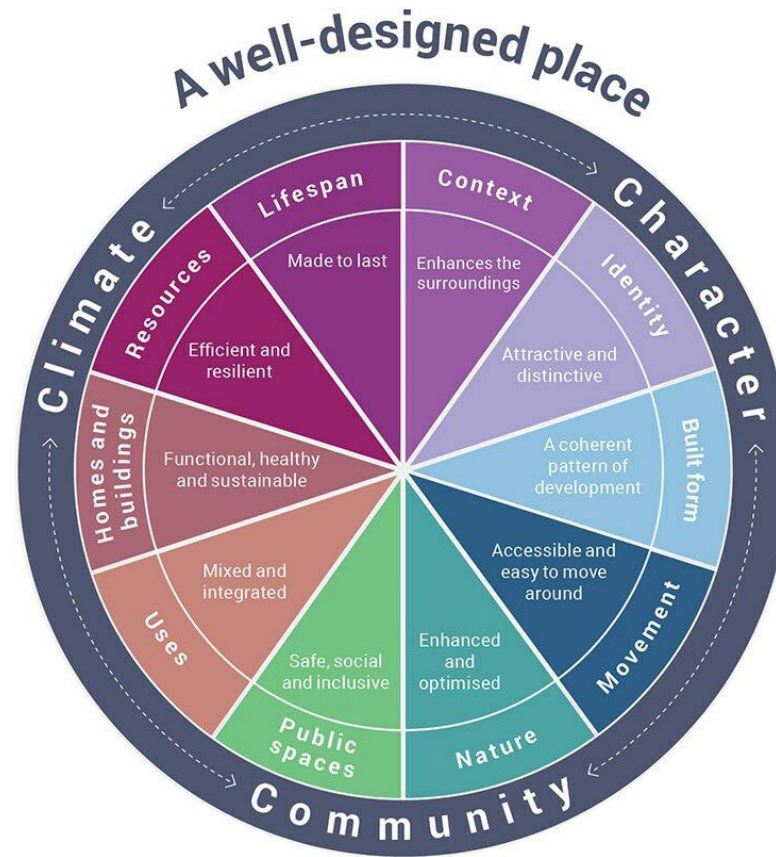 A well-designed place
Climate
Character
Community
Context
Enhances the
surroundings
Identity
Attractive and
distinctive
Built form
A coherent
pattern of
development
Movement
Accessible and
easy to move
around
Nature
Enhanced
and
optimised
Public
spaces
Safe, social
and inclusive
Uses
Mixed and
integrated
Homes and
buildings
Functional, healthy
and sustainable
Resources
Efficient and
resilient
Lifespan
Made to last